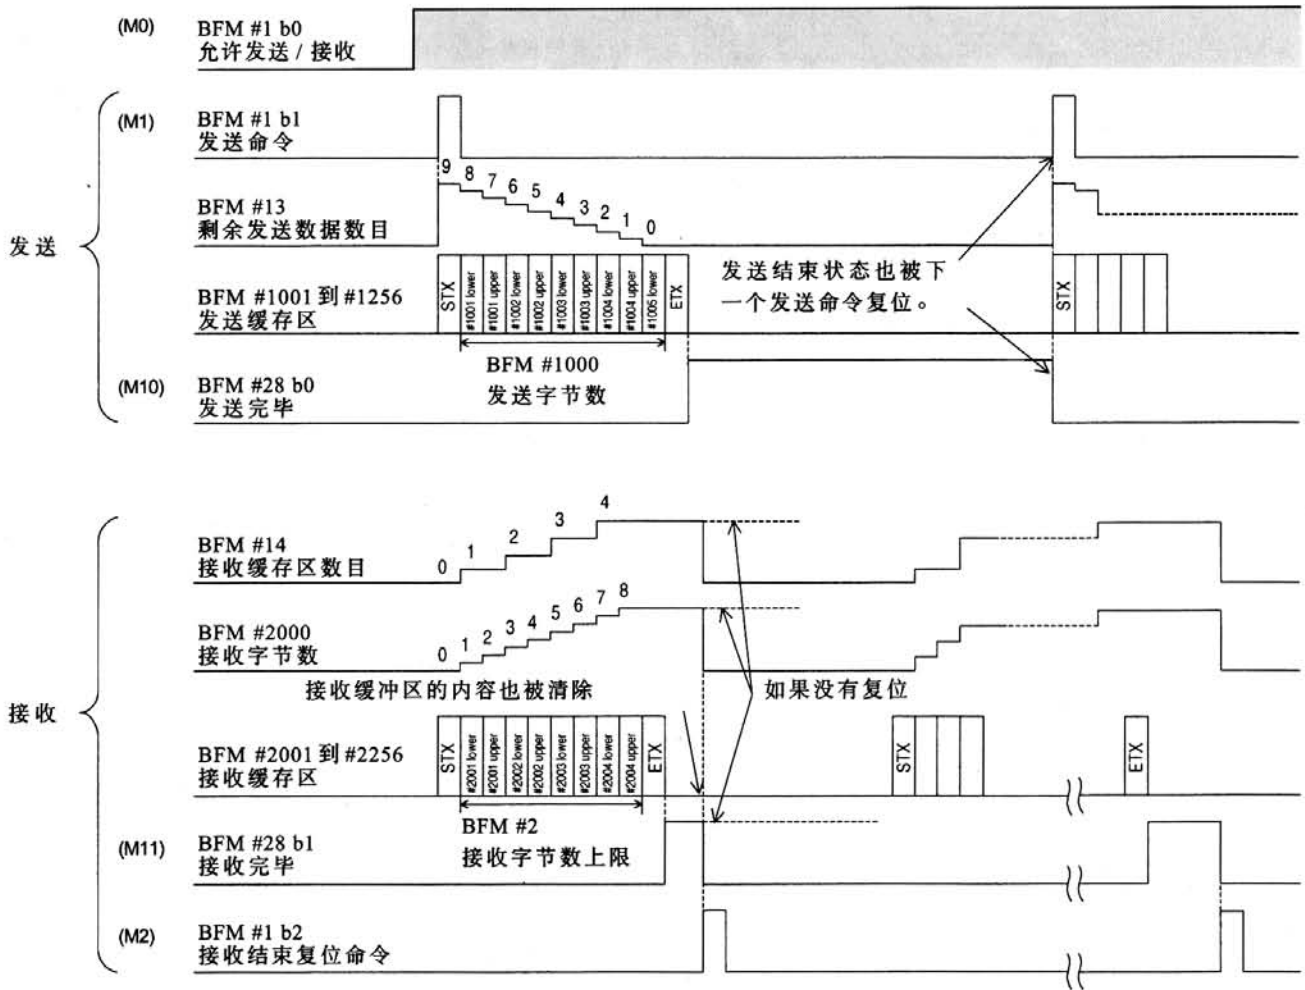 (M0)
BFM #1 b0
允许发送 / 接收
发送
(M1)
BFM #1 b1
发送命令
9 8 7 6 5 4 3 2 1 0
BFM #13
剩余发送数据数目
BFM #1001 到 #1256
发送缓存区
STX #1001 lower #1001 upper #1002 lower #1002 upper #1003 lower #1003 upper #1004 lower #1004 upper #1005 lower ETX
STX
发送结束状态也被下
一个发送命令复位。
BFM #1000
发送字节数
(M10)
BFM #28 b0
发送完毕
接收
BFM #14
接收缓存区数目
0 1 2 3 4
BFM #2000
接收字节数
0 1 2 3 4 5 6 7 8
接收缓冲区的内容也被清除
如果没有复位
BFM #2001 到 #2256
接收缓存区
STX #2001 lower #2001 upper #2002 lower #2002 upper #2003 lower #2003 upper #2004 lower #2004 upper ETX
STX
ETX
BFM #2
接收字节数上限
(M11)
BFM #28 b1
接收完毕
(M2)
BFM #1 b2
接收结束复位命令